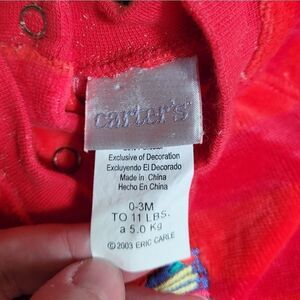 carter's
Exclusive of Decoration
Excluyendo El Decorado
Made in China
Hecho En China
0-3M
TO 11 LBS.
a 5.0 Kg
©2003 ERIC CARLE